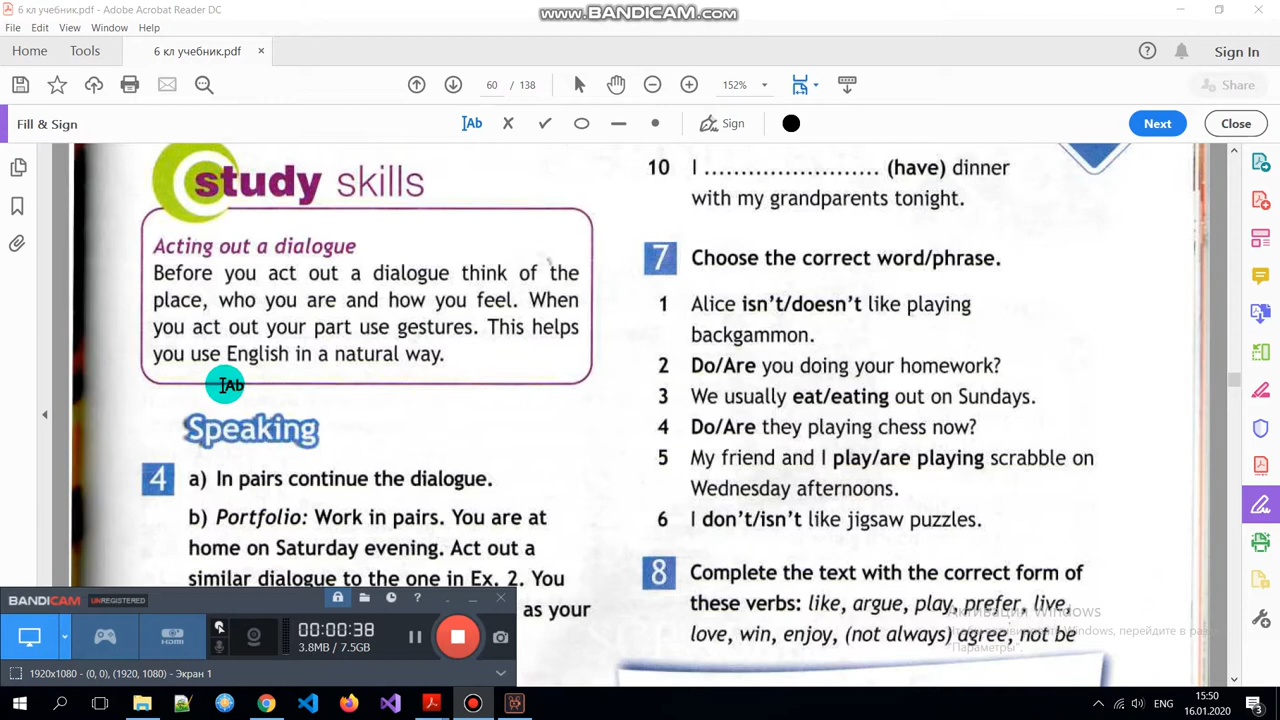 6 кл учебник.pdf - Adobe Acrobat Reader DC
www.BANDICAM.com
File Edit View Window Help
Home Tools 6 кл учебник.pdf × Sign In
60 / 138 152% Share
Fill & Sign Ab Sign Next Close
study skills
Acting out a dialogue
Before you act out a dialogue think of the
place, who you are and how you feel. When
you act out your part use gestures. This helps
you use English in a natural way.
Ab
Speaking
4 a) In pairs continue the dialogue.
b) Portfolio: Work in pairs. You are at
home on Saturday evening. Act out a
similar dialogue to the one in Ex. 2. You
as your
10 I ........................ (have) dinner
with my grandparents tonight.
7 Choose the correct word/phrase.
1 Alice isn't/doesn't like playing
backgammon.
2 Do/Are you doing your homework?
3 We usually eat/eating out on Sundays.
4 Do/Are they playing chess now?
5 My friend and I play/are playing scrabble on
Wednesday afternoons.
6 I don't/isn't like jigsaw puzzles.
8 Complete the text with the correct form of
these verbs: like, argue, play, prefer, live,
love, win, enjoy, (not always) agree, not be
Активация Windows
Windows, перейдите в раз
"Параметры".
BANDICAM UNREGISTERED
HDMI
00:00:38
3.8MB / 7.5GB
1920x1080 - (0, 0), (1920, 1080) - Экран 1
ENG
15:50
16.01.2020
3